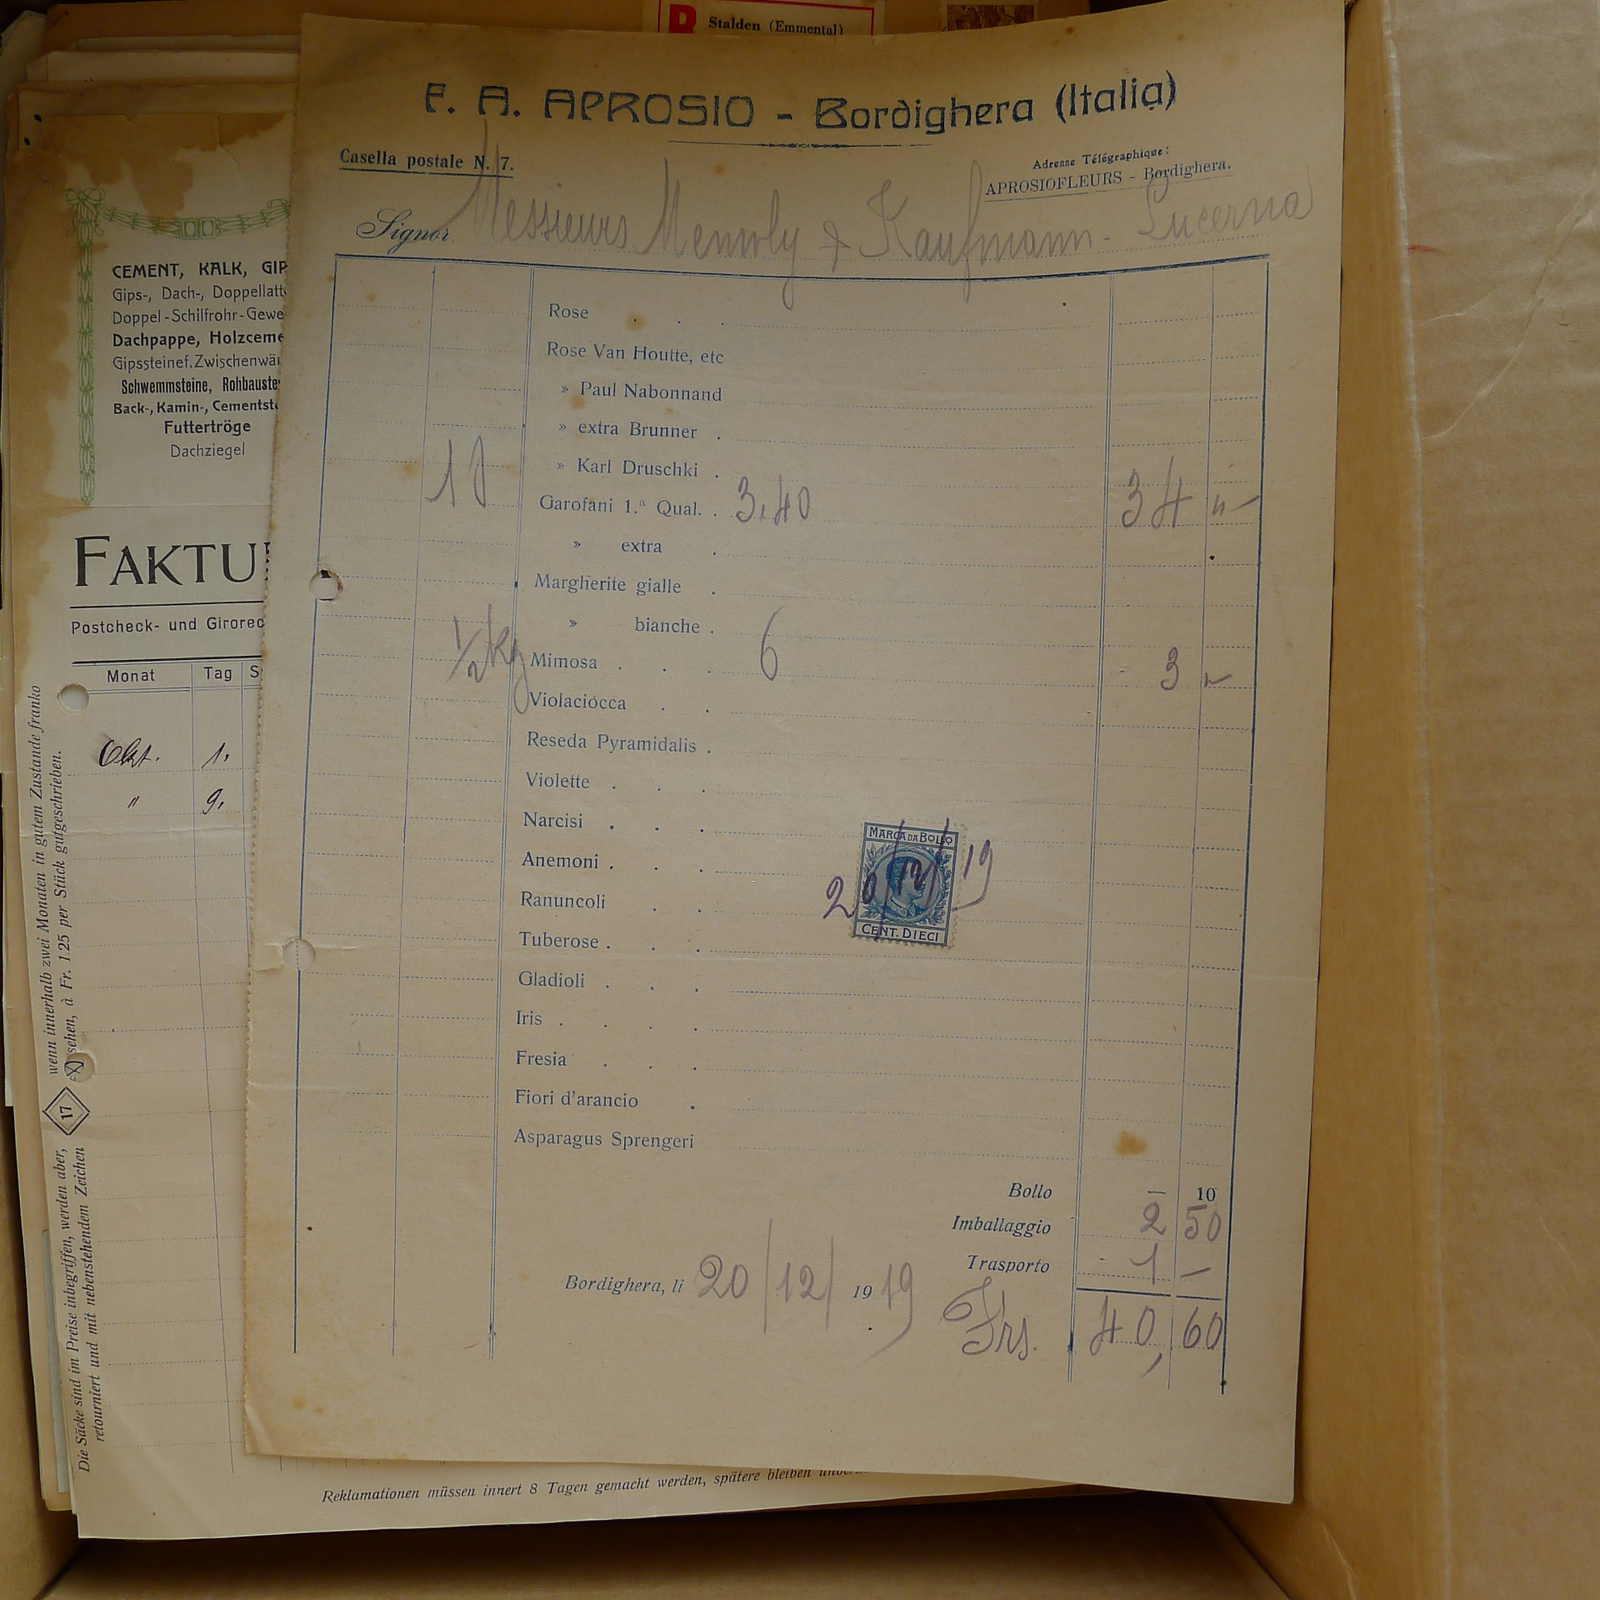 Stalden (Emmental)
F. A. APROSIO - Bordighera (Italia)
Casella postale N. 7.
Adresse Télégraphique:
APROSIOFLEURS - Bordighera.
Signor Messieurs & Kaufmann - Lucerna
Rose
Rose Van Houtte, etc
» Paul Nabonnand
» extra Brunner
» Karl Druschki
10 Garofani 1.ª Qual. 3,40 34 "-
» extra
Margherite gialle
» bianche
1/2 kg Mimosa 6 3 -
Violaciocca
Reseda Pyramidalis
Violette
Narcisi
Anemoni
Ranuncoli
Tuberose
Gladioli
Iris
Fresia
Fiori d'arancio
Asparagus Sprengeri
MARCA DA BOLLO
20/12/19
CENT. DIECI
Bollo — 10
Imballaggio 2 50
Trasporto 1 —
Bordighera, li 20/12/1919
Frs. 40,60
CEMENT, KALK, GIP
Gips-, Dach-, Doppellatt
Doppel-Schilfrohr-Gewe
Dachpappe, Holzceme
Gipssteine f. Zwischenwä
Schwemmsteine, Rohbauste
Back-, Kamin-, Cementst
Futtertröge
Dachziegel
FAKTU
Postcheck- und Girorec
Monat Tag S
Okt. 1.
" 9.
Die Säcke sind im Preise inbegriffen, werden aber, wenn innerhalb zwei Monaten in gutem Zustande franko
retourniert und mit nebenstehendem Zeichen 17 sehen, à Fr. 1.25 per Stück gutgeschrieben.
Reklamationen müssen innert 8 Tagen gemacht werden, spätere bleiben